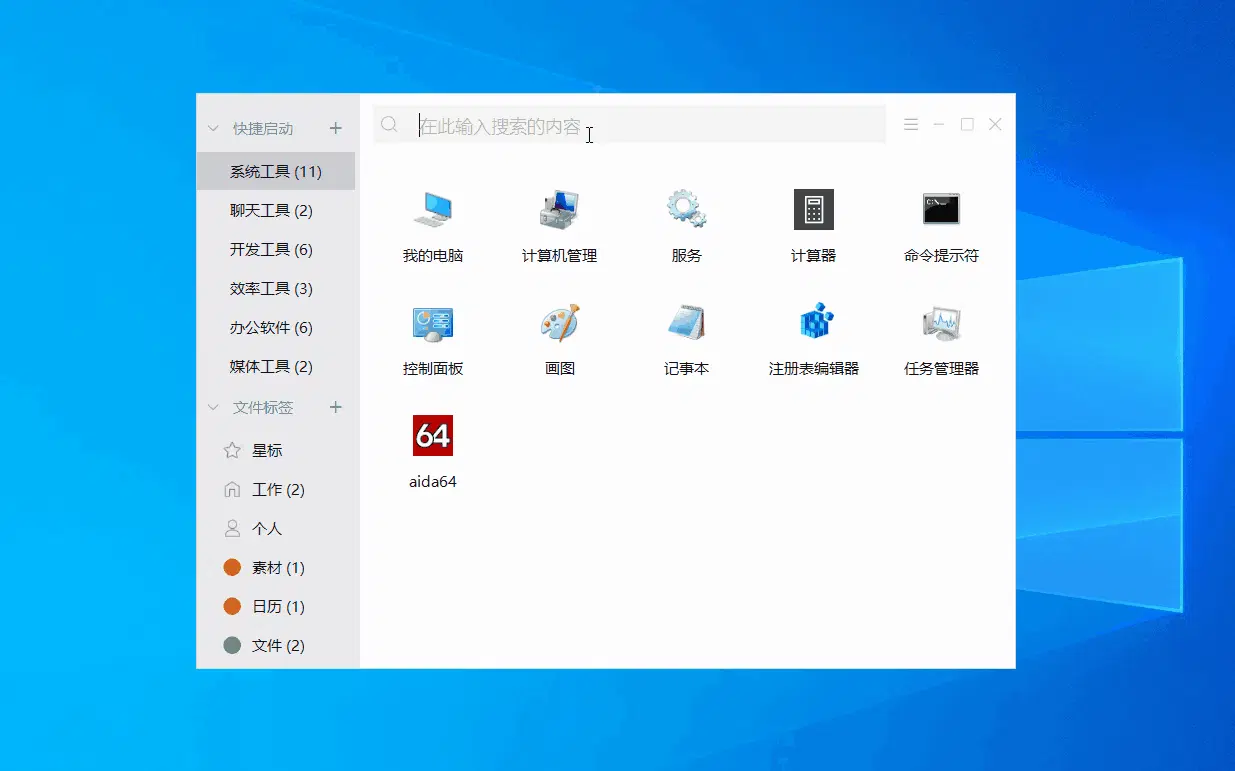 快捷启动
系统工具 (11)
聊天工具 (2)
开发工具 (6)
效率工具 (3)
办公软件 (6)
媒体工具 (2)
文件标签
星标
工作 (2)
个人
素材 (1)
日历 (1)
文件 (2)
在此输入搜索的内容
我的电脑 计算机管理 服务 计算器 命令提示符
C:\_
控制面板 画图 记事本 注册表编辑器 任务管理器
64
aida64